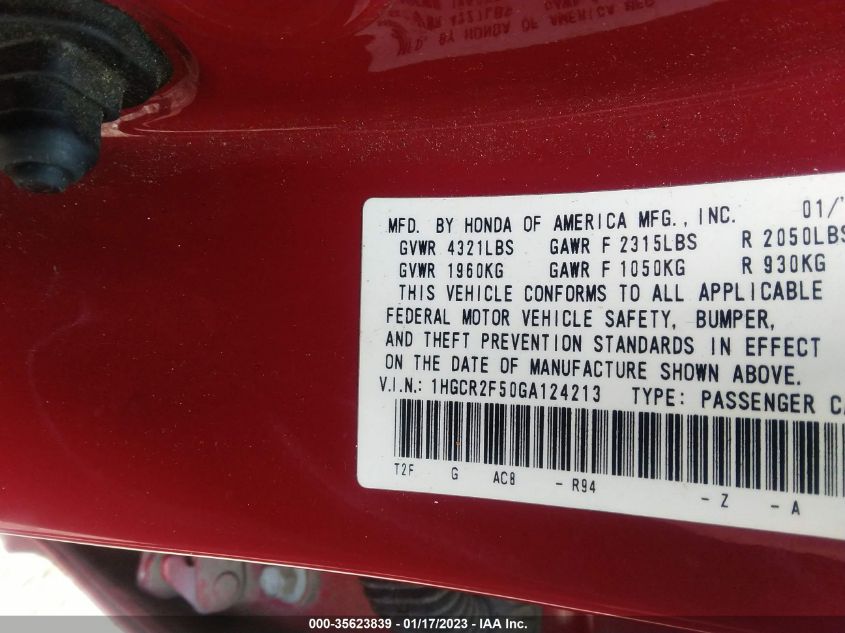 MFD. BY HONDA OF AMERICA MFG., INC. 01/
GVWR 4321LBS GAWR F 2315LBS R 2050LBS
GVWR 1960KG GAWR F 1050KG R 930KG
THIS VEHICLE CONFORMS TO ALL APPLICABLE
FEDERAL MOTOR VEHICLE SAFETY, BUMPER,
AND THEFT PREVENTION STANDARDS IN EFFECT
ON THE DATE OF MANUFACTURE SHOWN ABOVE.
V.I.N.: 1HGCR2F50GA124213 TYPE: PASSENGER CA
T2F G AC8 - R94 - Z - A
000-35623839 - 01/17/2023 - IAA Inc.